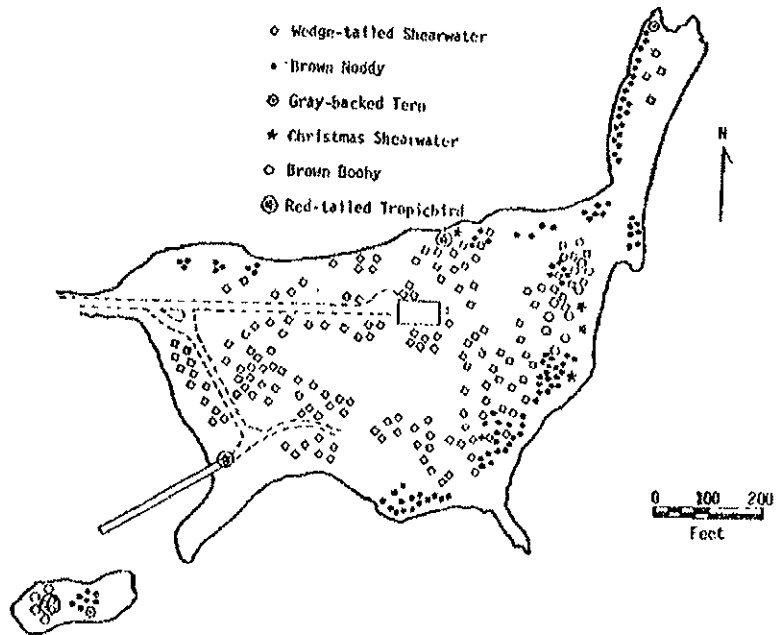 Wedge-tailed Shearwater
Brown Noddy
Gray-backed Tern
Christmas Shearwater
Brown Booby
Red-tailed Tropicbird
N
0 100 200
Feet